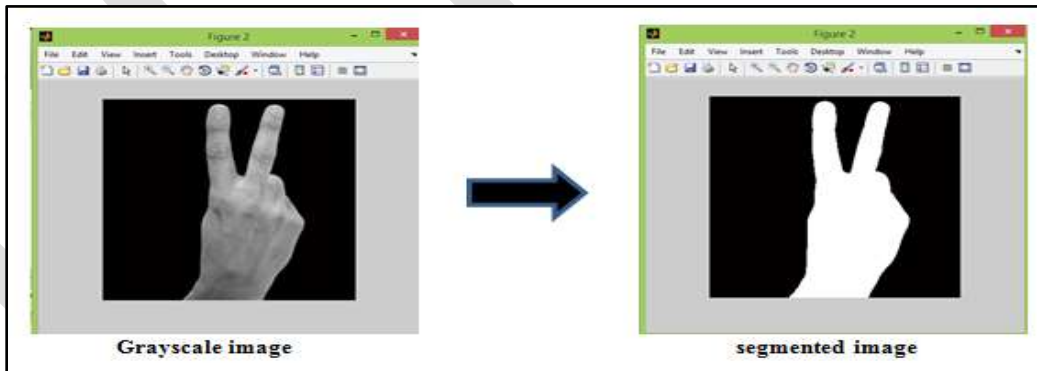 Figure 2
File Edit View Insert Tools Desktop Window Help
Grayscale image
Figure 2
File Edit View Insert Tools Desktop Window Help
segmented image